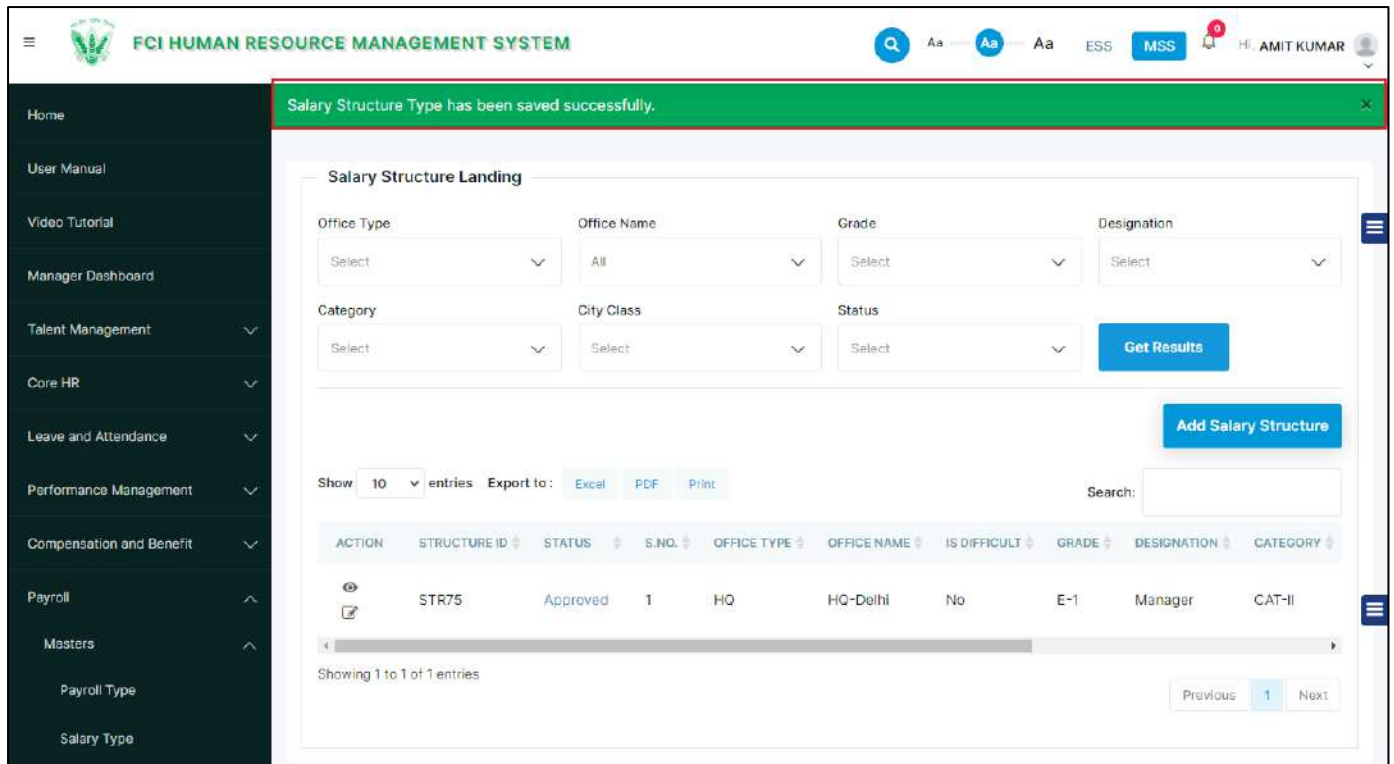 FCI HUMAN RESOURCE MANAGEMENT SYSTEM
Aa Aa Aa ESS MSS 0 Hi, AMIT KUMAR
Salary Structure Type has been saved successfully. ×
Home
User Manual
Video Tutorial
Manager Dashboard
Talent Management
Core HR
Leave and Attendance
Performance Management
Compensation and Benefit
Payroll
Masters
Payroll Type
Salary Type
Salary Structure Landing
Office Type Office Name Grade Designation
Select All Select Select
Category City Class Status
Select Select Select Get Results
Add Salary Structure
Show 10 entries Export to : Excel PDF Print Search:
ACTION STRUCTURE ID STATUS S.NO. OFFICE TYPE OFFICE NAME IS DIFFICULT GRADE DESIGNATION CATEGORY
STR75 Approved 1 HQ HQ-Delhi No E-1 Manager CAT-II
Showing 1 to 1 of 1 entries
Previous 1 Next